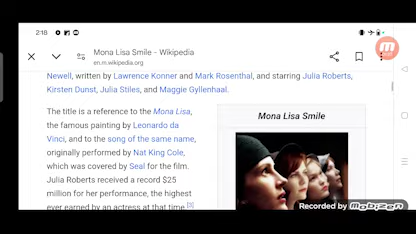 2:18
Mona Lisa Smile - Wikipedia
en.m.wikipedia.org
Newell, written by Lawrence Konner and Mark Rosenthal, and starring Julia Roberts,
Kirsten Dunst, Julia Stiles, and Maggie Gyllenhaal.
The title is a reference to the Mona Lisa,
the famous painting by Leonardo da
Vinci, and to the song of the same name,
originally performed by Nat King Cole,
which was covered by Seal for the film.
Julia Roberts received a record $25
million for her performance, the highest
ever earned by an actress at that time.
Mona Lisa Smile
Recorded by Mobizen